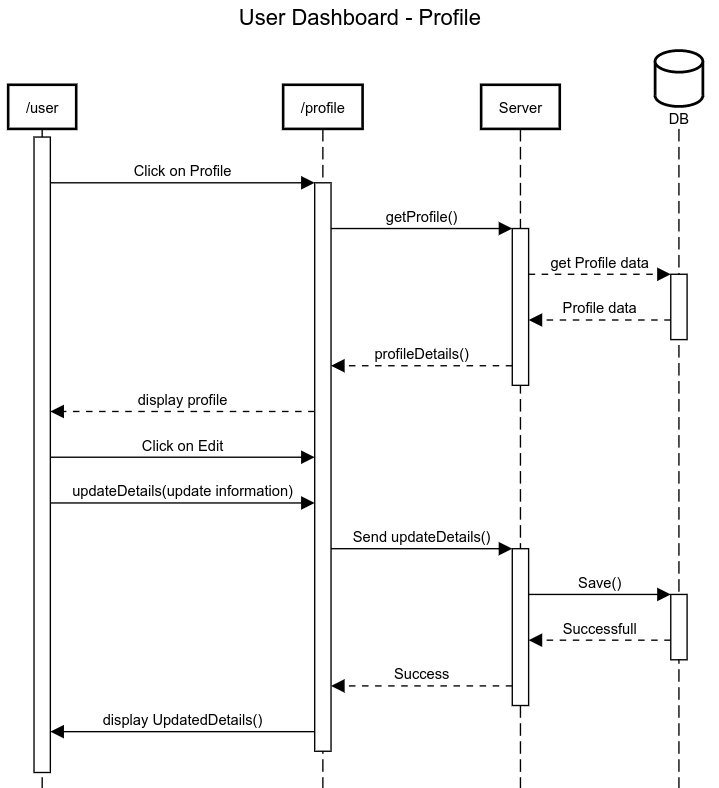 User Dashboard - Profile
/user
/profile
Server
DB
Click on Profile
getProfile()
get Profile data
Profile data
profileDetails()
display profile
Click on Edit
updateDetails(update information)
Send updateDetails()
Save()
Successfull
Success
display UpdatedDetails()